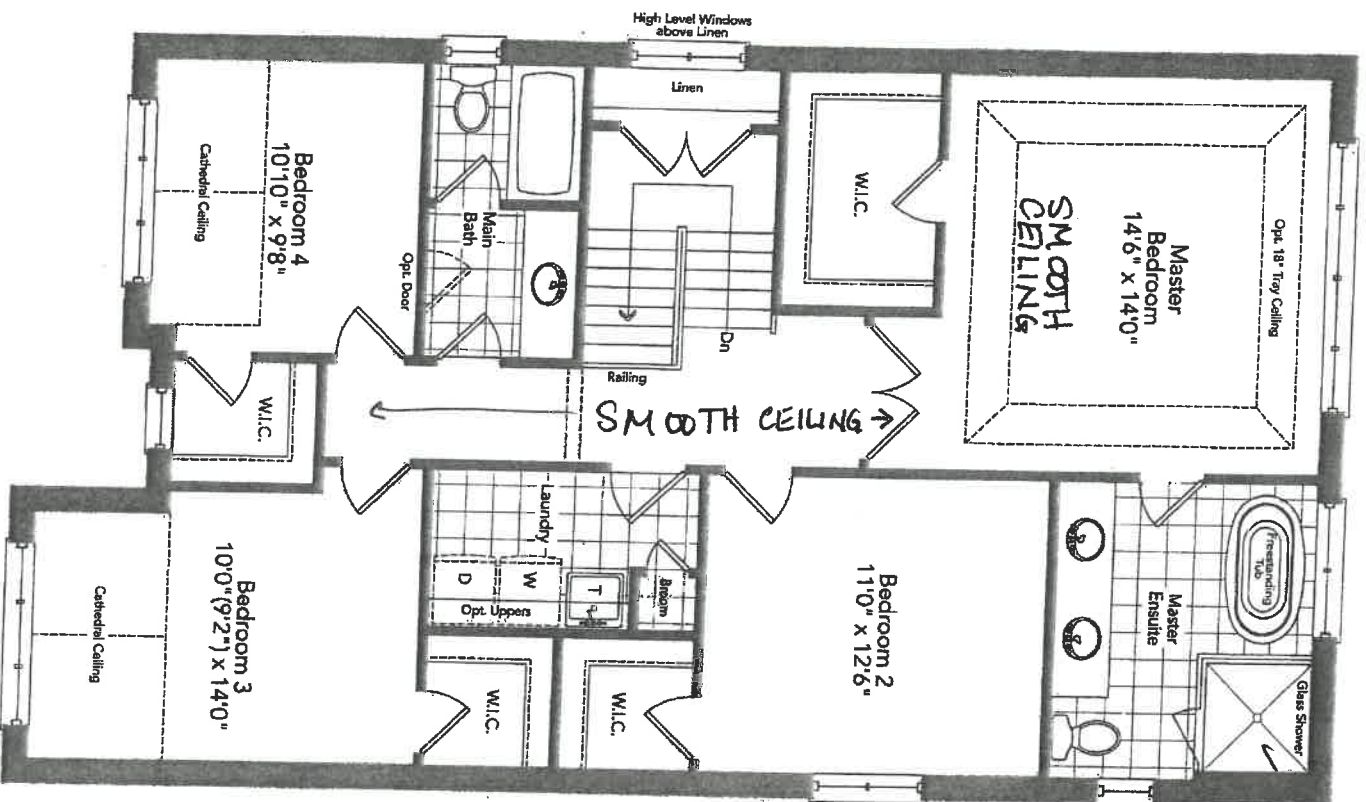 High Level Windows
above Linen
Linen
W.I.C.
Opt. 18" Tray Ceiling
Master
Bedroom
14'6" x 14'0"
SMOOTH
CEILING
Cathedral Ceiling
Bedroom 4
10'10" x 9'8"
Main
Bath
Opt. Door
Dn
Railing
SMOOTH CEILING
W.I.C.
Laundry
D
W
T
Opt. Uppers
Broom
Bedroom 2
11'0" x 12'6"
Freestanding
Tub
Master
Ensuite
Glass Shower
Bedroom 3
10'0" (9'2") x 14'0"
Cathedral Ceiling
W.I.C.
W.I.C.